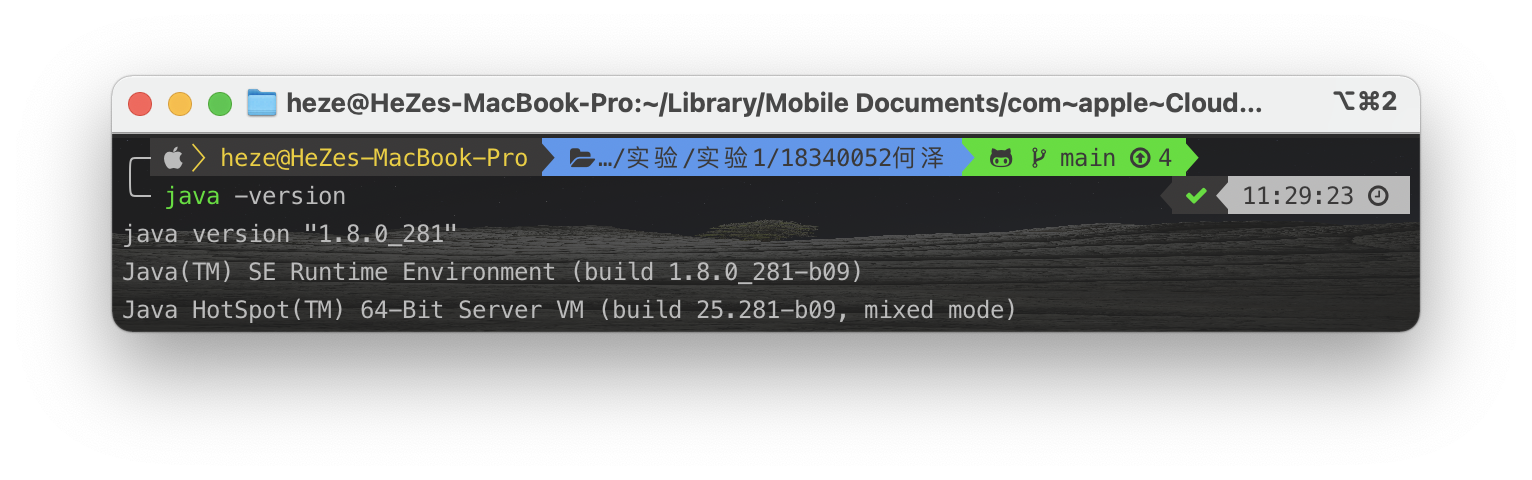 heze@HeZes-MacBook-Pro:~/Library/Mobile Documents/com~apple~Cloud... ⌥⌘2
heze@HeZes-MacBook-Pro …/实验/实验1/18340052何泽 main 4
java -version 11:29:23
java version "1.8.0_281"
Java(TM) SE Runtime Environment (build 1.8.0_281-b09)
Java HotSpot(TM) 64-Bit Server VM (build 25.281-b09, mixed mode)